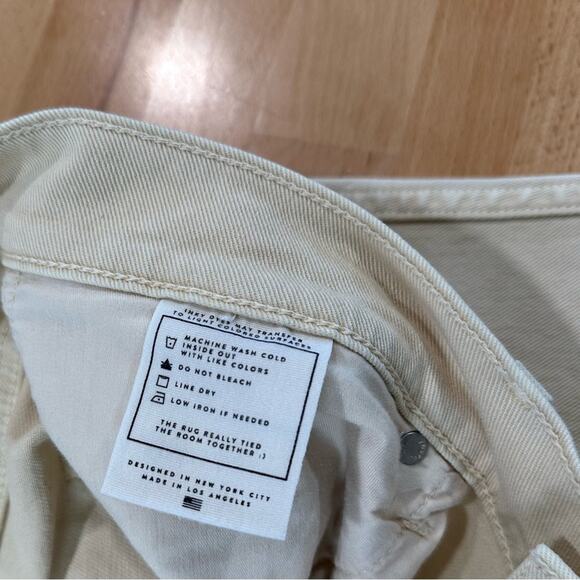 INKY DYES MAY TRANSFER
TO LIGHT COLORED SURFACES
MACHINE WASH COLD
INSIDE OUT
WITH LIKE COLORS
DO NOT BLEACH
LINE DRY
LOW IRON IF NEEDED
THE RUG REALLY TIED
THE ROOM TOGETHER ;)
DESIGNED IN NEW YORK CITY
MADE IN LOS ANGELES